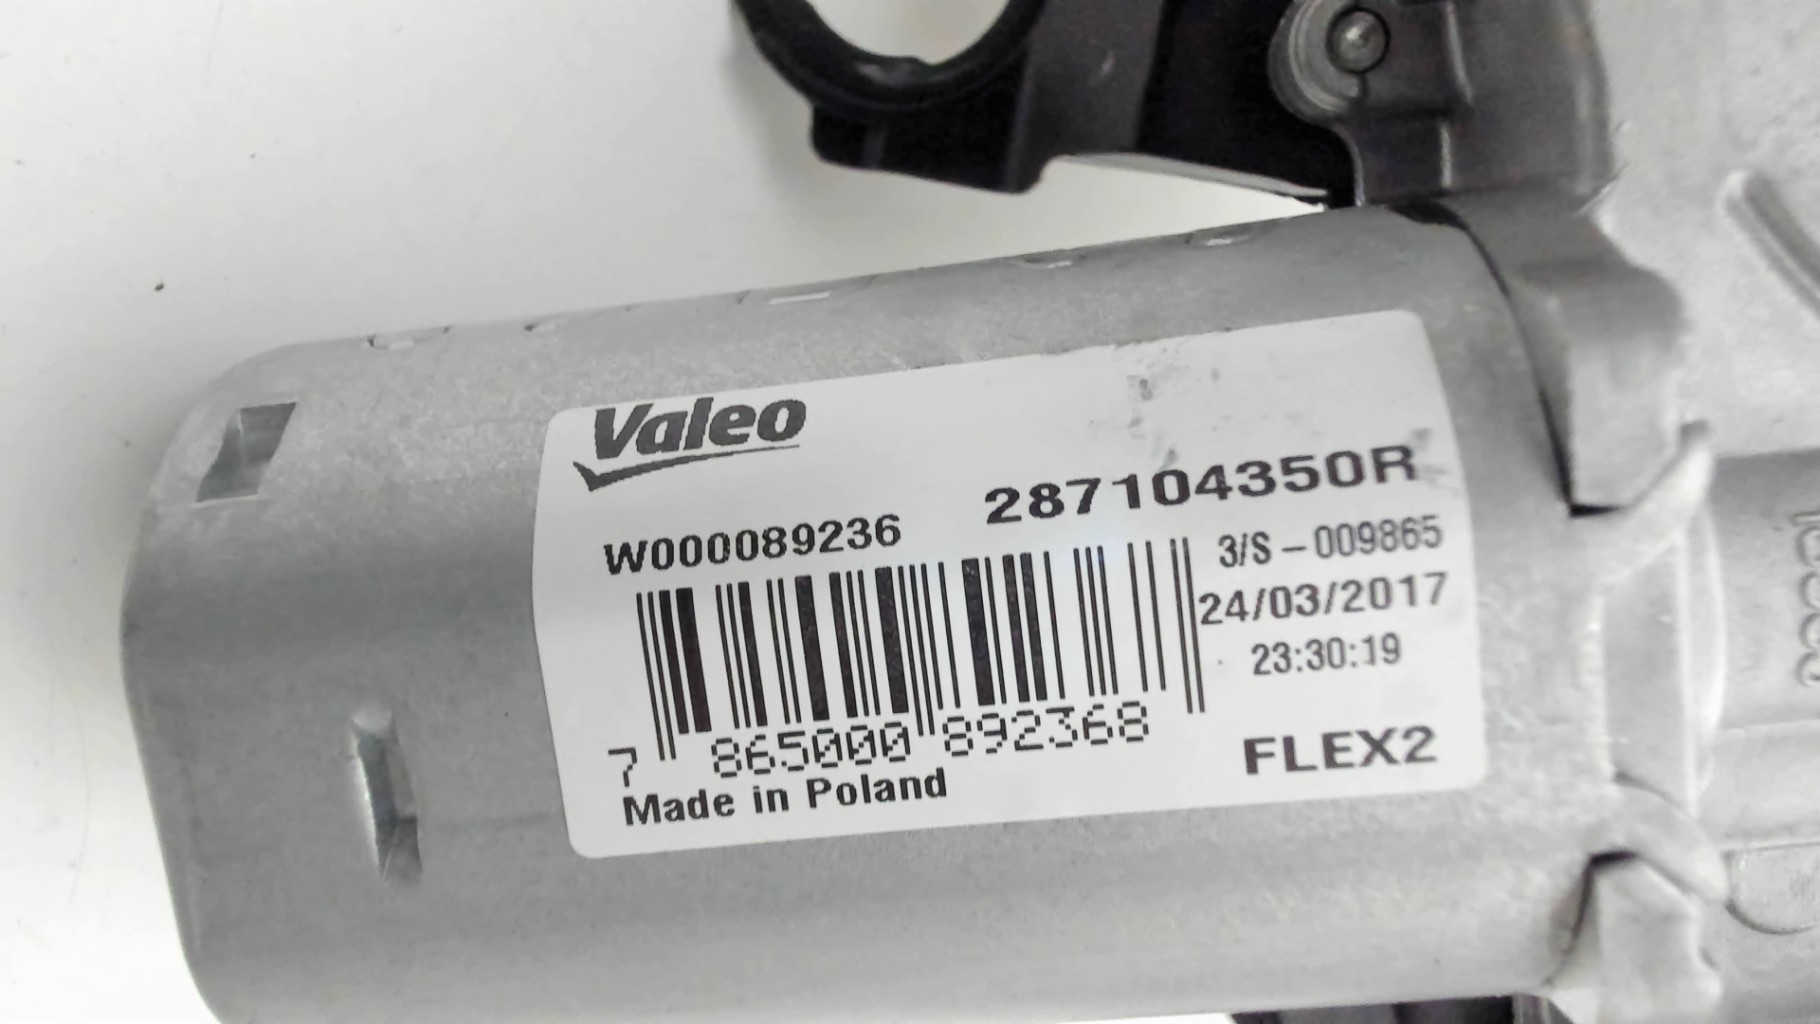 Valeo
W000089236 287104350R
3/S-009865
24/03/2017
23:30:19
7 865000 892368
FLEX2
Made in Poland